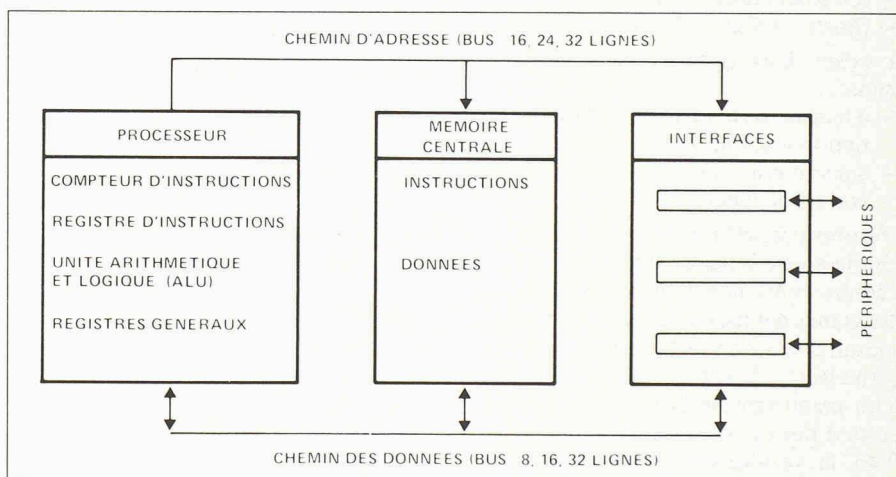 CHEMIN D'ADRESSE (BUS 16, 24, 32 LIGNES)
PROCESSEUR
COMPTEUR D'INSTRUCTIONS
REGISTRE D'INSTRUCTIONS
UNITE ARITHMETIQUE
ET LOGIQUE (ALU)
REGISTRES GENERAUX
MEMOIRE
CENTRALE
INSTRUCTIONS
DONNEES
INTERFACES
PERIPHERIQUES
CHEMIN DES DONNEES (BUS 8, 16, 32 LIGNES)